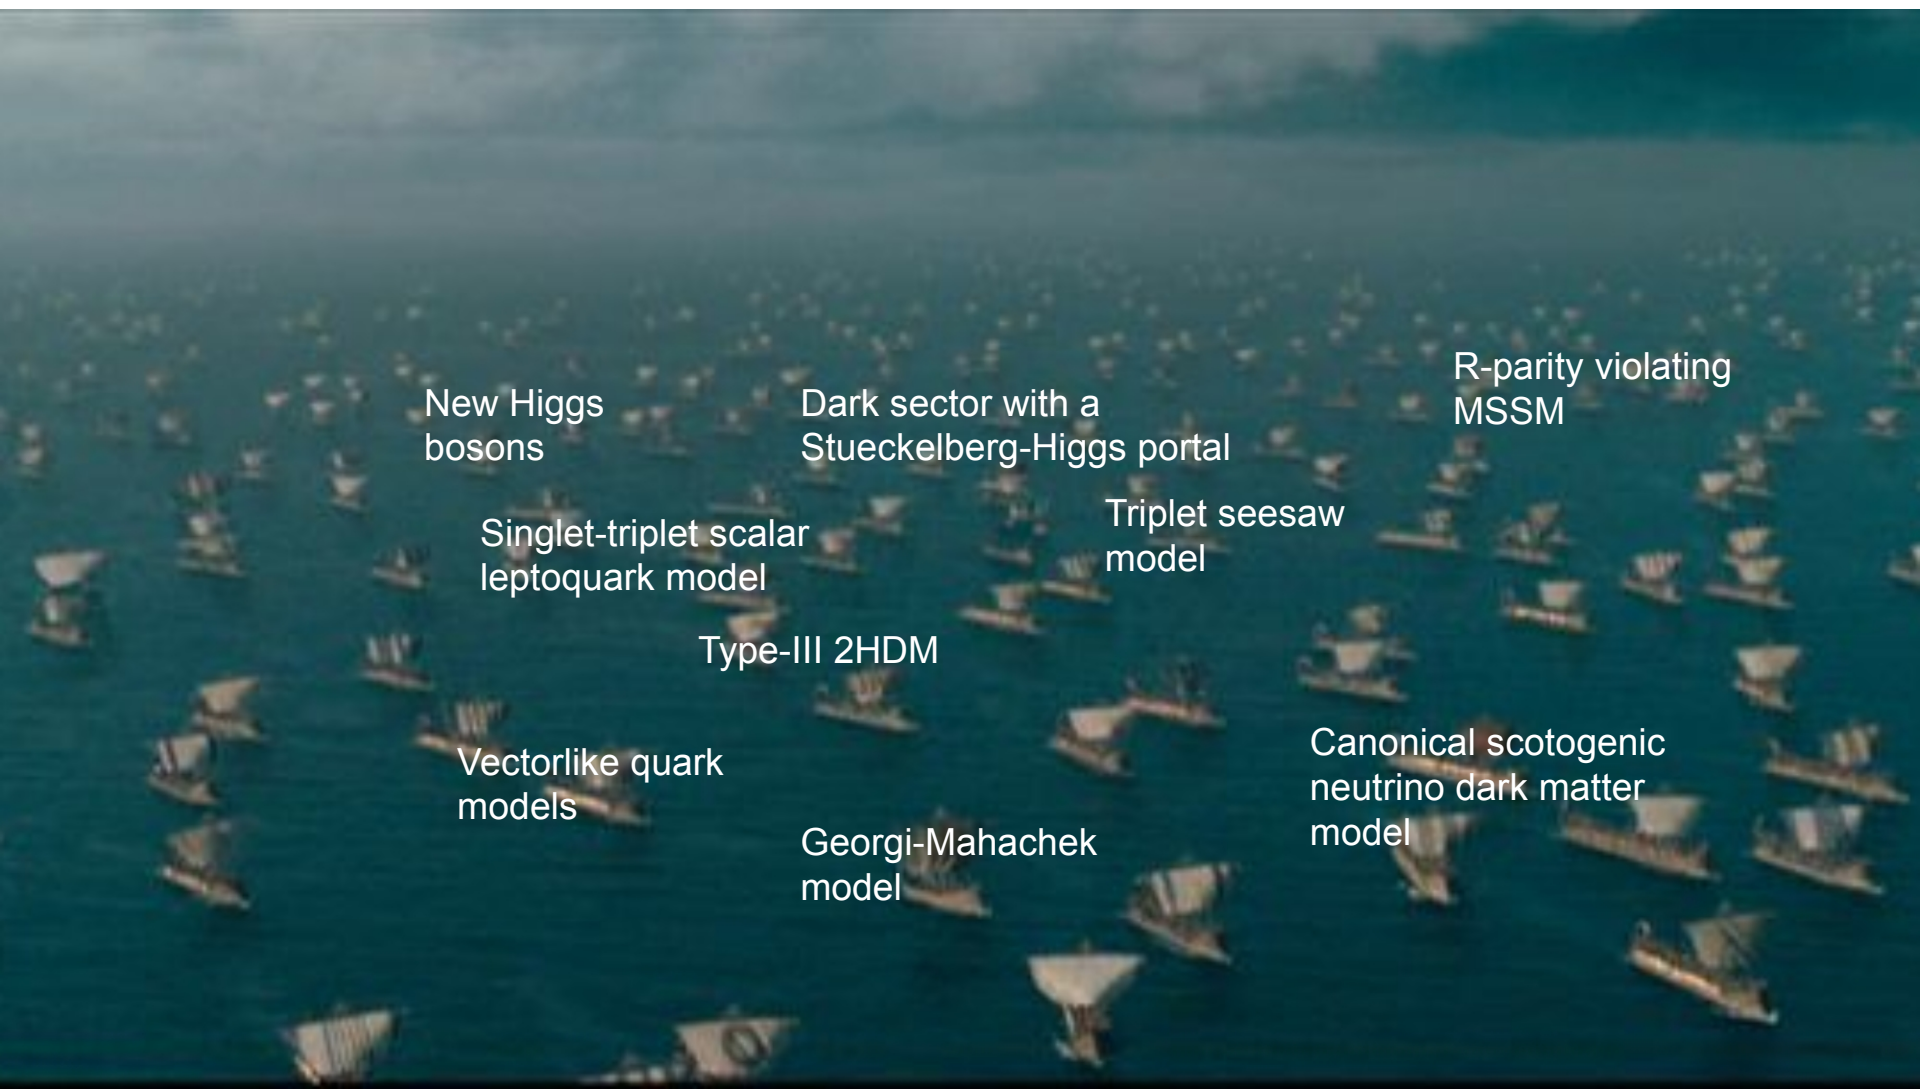 New Higgs
bosons
Dark sector with a
Stueckelberg-Higgs portal
R-parity violating
MSSM
Singlet-triplet scalar
leptoquark model
Triplet seesaw
model
Type-III 2HDM
Vectorlike quark
models
Canonical scotogenic
neutrino dark matter
model
Georgi-Mahachek
model